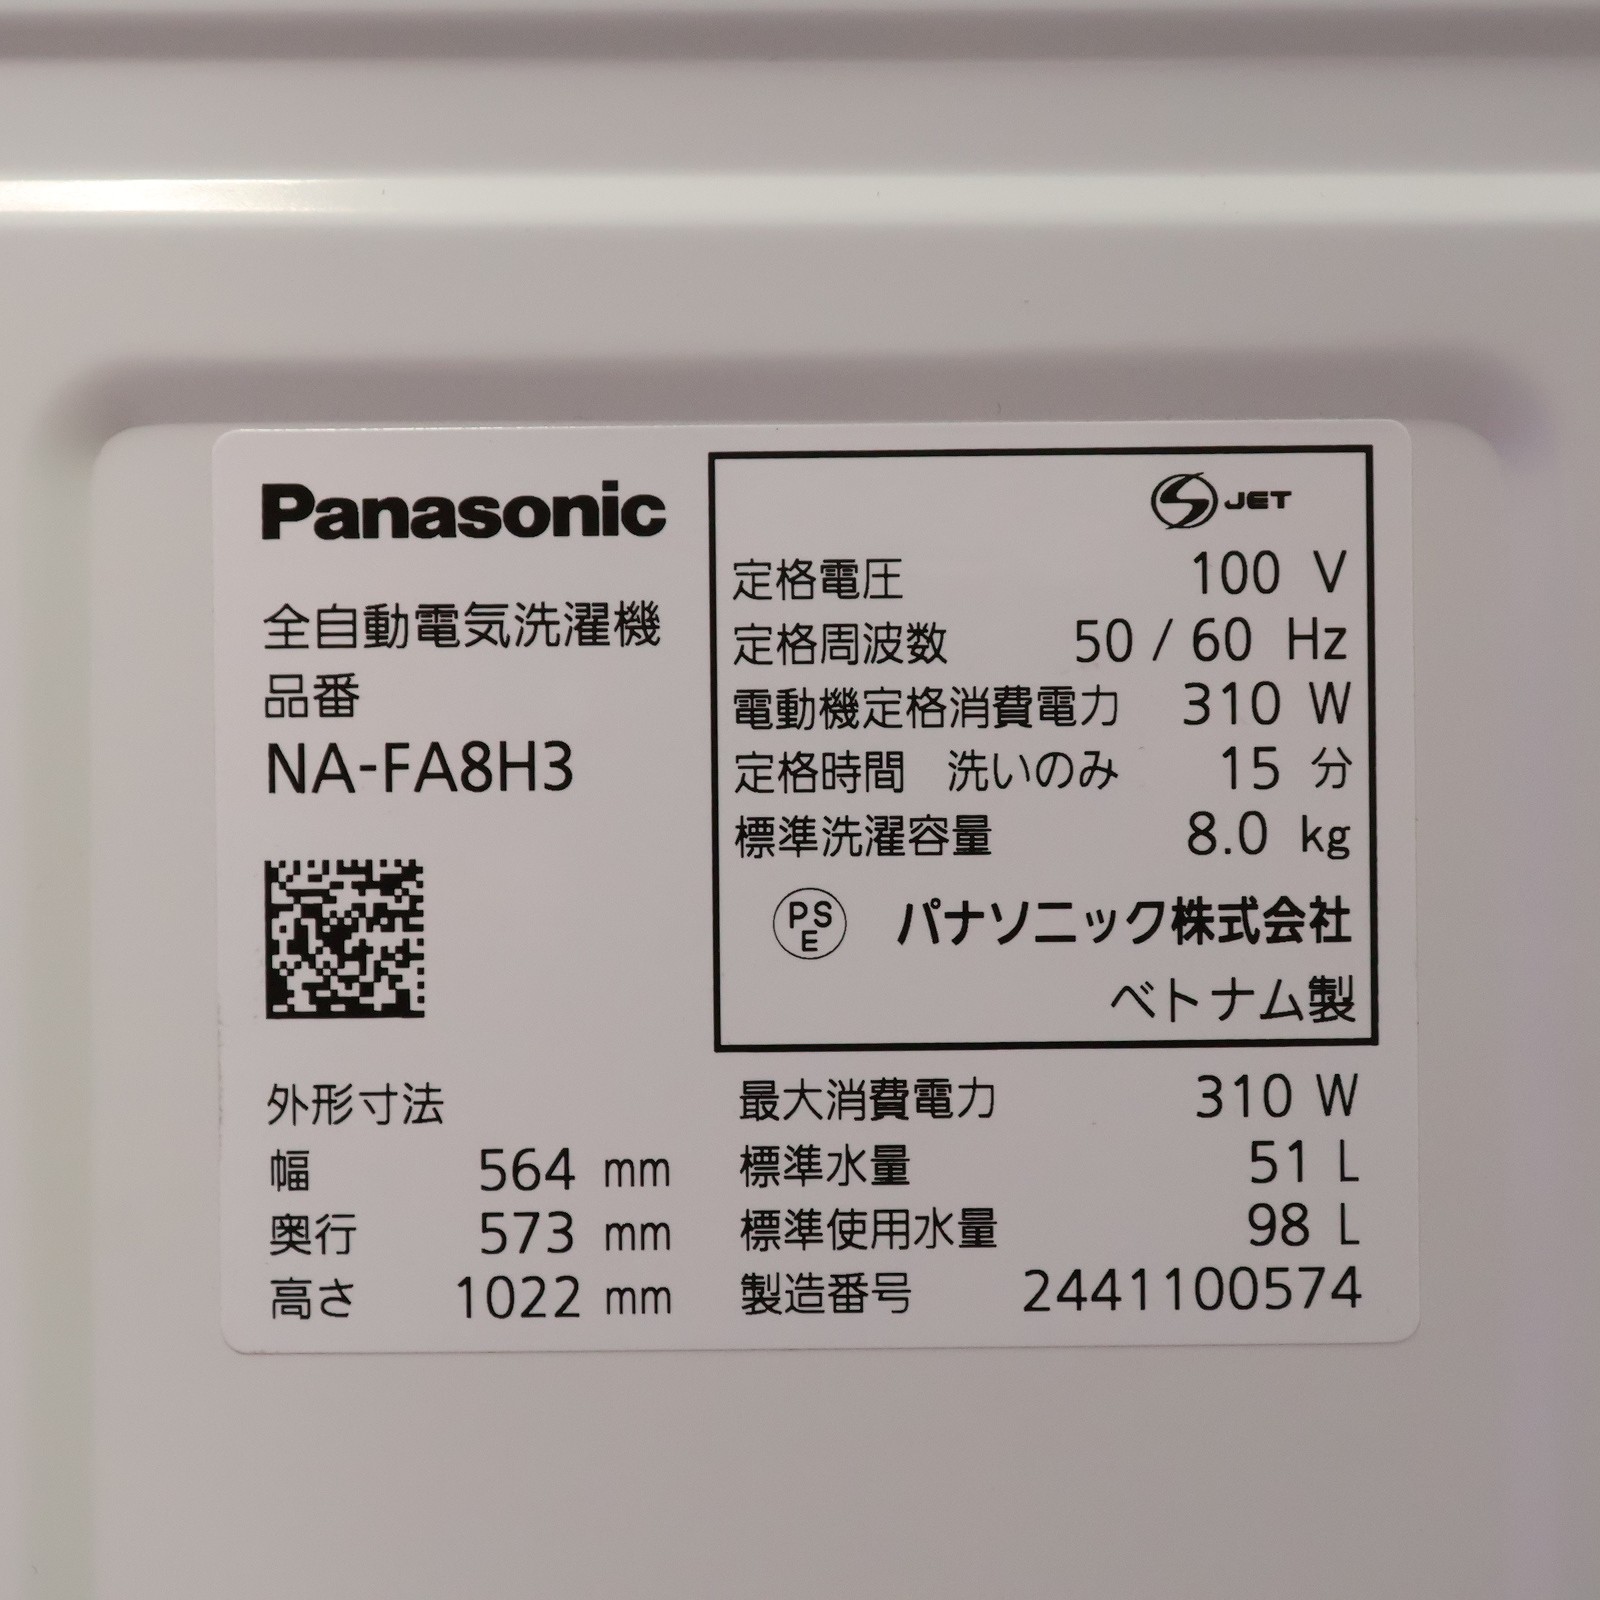 Panasonic
全自動電気洗濯機
品番
NA-FA8H3
S JET
定格電圧 100 V
定格周波数 50 / 60 Hz
電動機定格消費電力 310 W
定格時間 洗いのみ 15 分
標準洗濯容量 8.0 kg
PSE パナソニック株式会社
ベトナム製
外形寸法
幅 564 mm
奥行 573 mm
高さ 1022 mm
最大消費電力 310 W
標準水量 51 L
標準使用水量 98 L
製造番号 2441100574